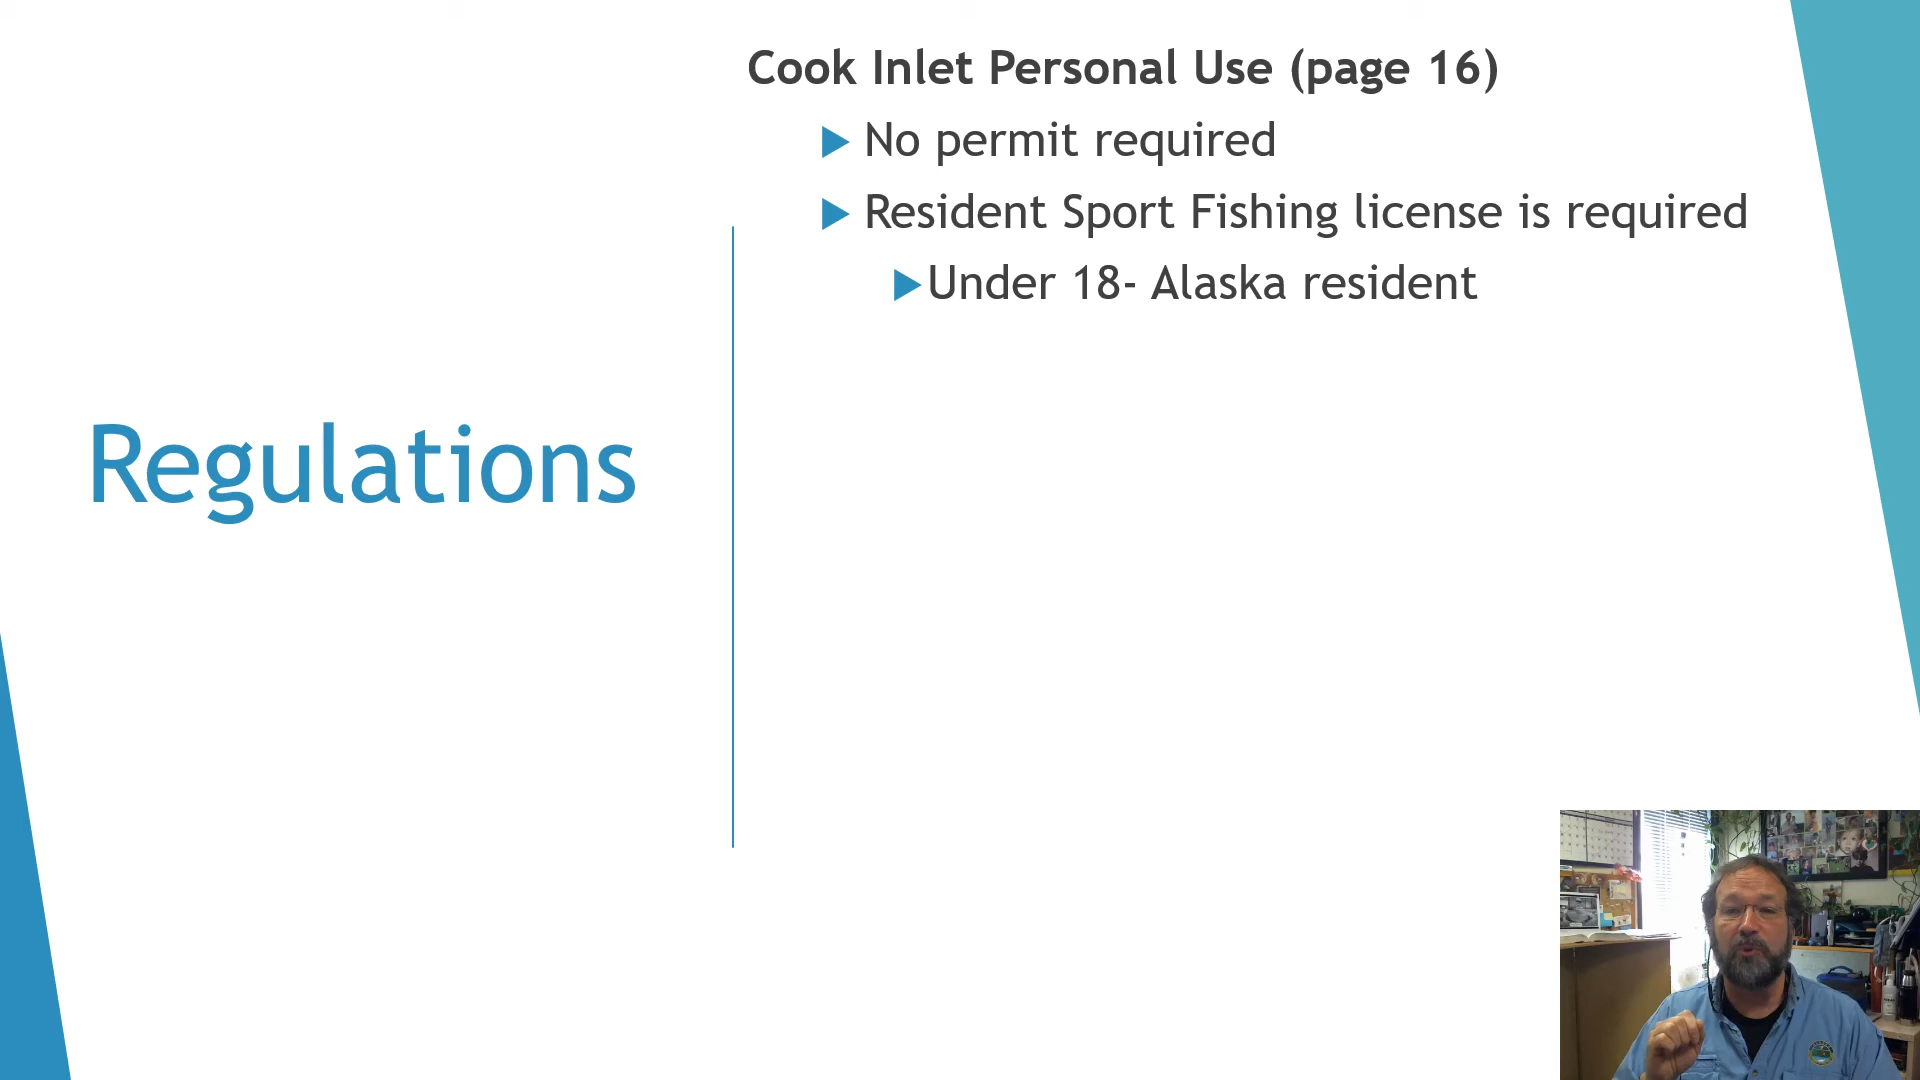 Cook Inlet Personal Use (page 16)
No permit required
Resident Sport Fishing license is required
Under 18- Alaska resident
Regulations